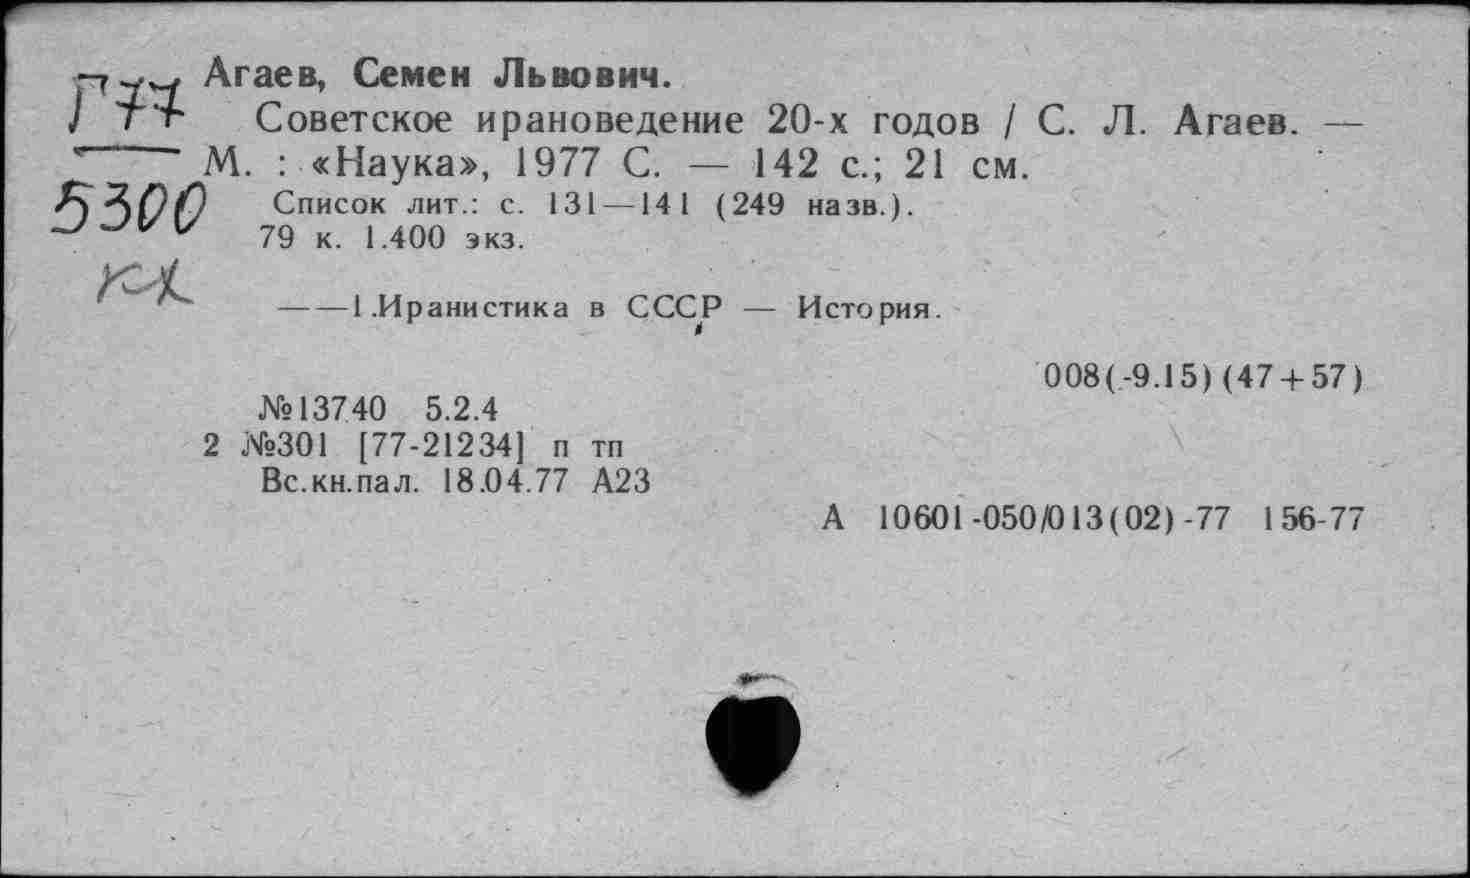 Агаев, Семен Львович.
Г77
Советское ирановедение 20-х годов / С. Л. Агаев. —
М. : «Наука», 1977 С. — 142 с.; 21 см.
5300
Список лит.: с. 131—141 (249 назв.).
79 к. 1.400 экз.
кх
——1.Иранистика в СССР — История.
008(-9.15)(47+57)
№13740 5.2.4
2 №301 [77-21234] п тп
Вс.кн.пал. 18.04.77 А23
А 10601-050/013(02)-77 156-77